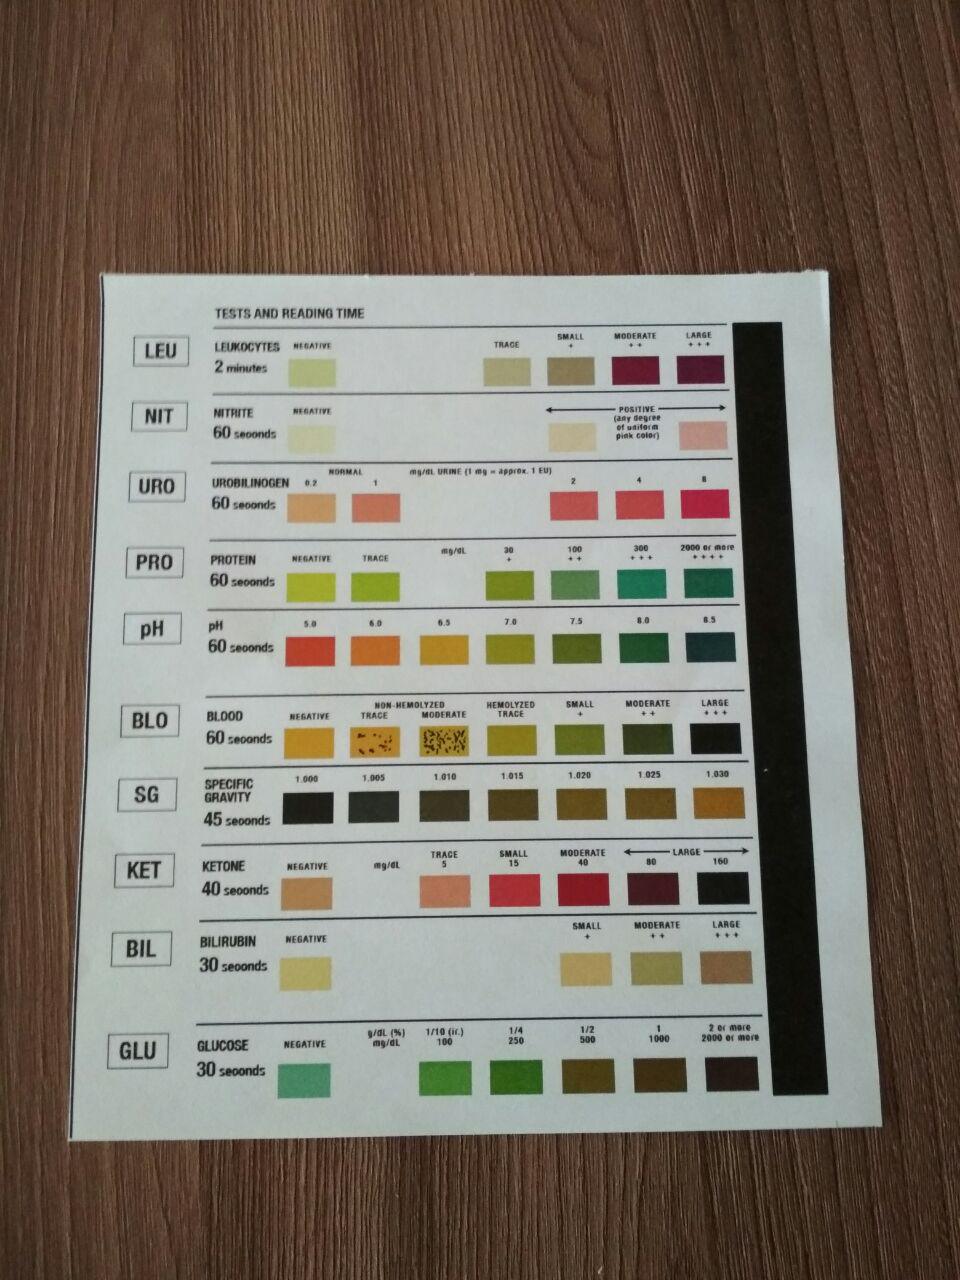 TESTS AND READING TIME
LEU LEUKOCYTES NEGATIVE TRACE SMALL MODERATE LARGE
2 minutes + ++ +++
NIT NITRITE NEGATIVE POSITIVE
60 seconds (any degree
of uniform
pink color)
NORMAL mg/dL URINE (1 mg = approx. 1 EU)
URO UROBILINOGEN 0.2 1 2 4 8
60 seconds
PRO PROTEIN NEGATIVE TRACE mg/dL 30 100 300 2000 or more
60 seconds + ++ +++ ++++
pH pH 5.0 6.0 6.5 7.0 7.5 8.0 8.5
60 seconds
NON-HEMOLYZED HEMOLYZED SMALL MODERATE LARGE
BLO BLOOD NEGATIVE TRACE MODERATE TRACE + ++ +++
60 seconds
SG SPECIFIC 1.000 1.005 1.010 1.015 1.020 1.025 1.030
GRAVITY
45 seconds
TRACE SMALL MODERATE LARGE
KET KETONE NEGATIVE mg/dL 5 15 40 80 160
40 seconds
SMALL MODERATE LARGE
BIL BILIRUBIN NEGATIVE + ++ +++
30 seconds
g/dL (%) 1/10 (tr.) 1/4 1/2 1 2 or more
GLU GLUCOSE NEGATIVE mg/dL 100 250 500 1000 2000 or more
30 seconds